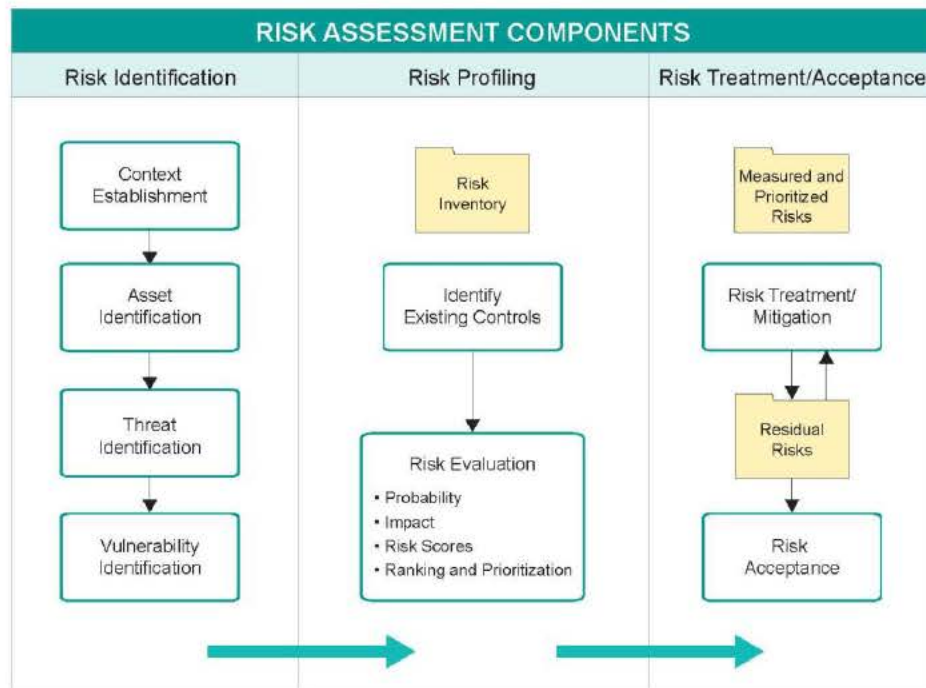 RISK ASSESSMENT COMPONENTS
Risk Identification
Risk Profiling
Risk Treatment/Acceptance
Context
Establishment
Asset
Identification
Threat
Identification
Vulnerability
Identification
Risk
Inventory
Identify
Existing Controls
Risk Evaluation
• Probability
• Impact
• Risk Scores
• Ranking and Prioritization
Measured and
Prioritized
Risks
Risk Treatment/
Mitigation
Residual
Risks
Risk
Acceptance